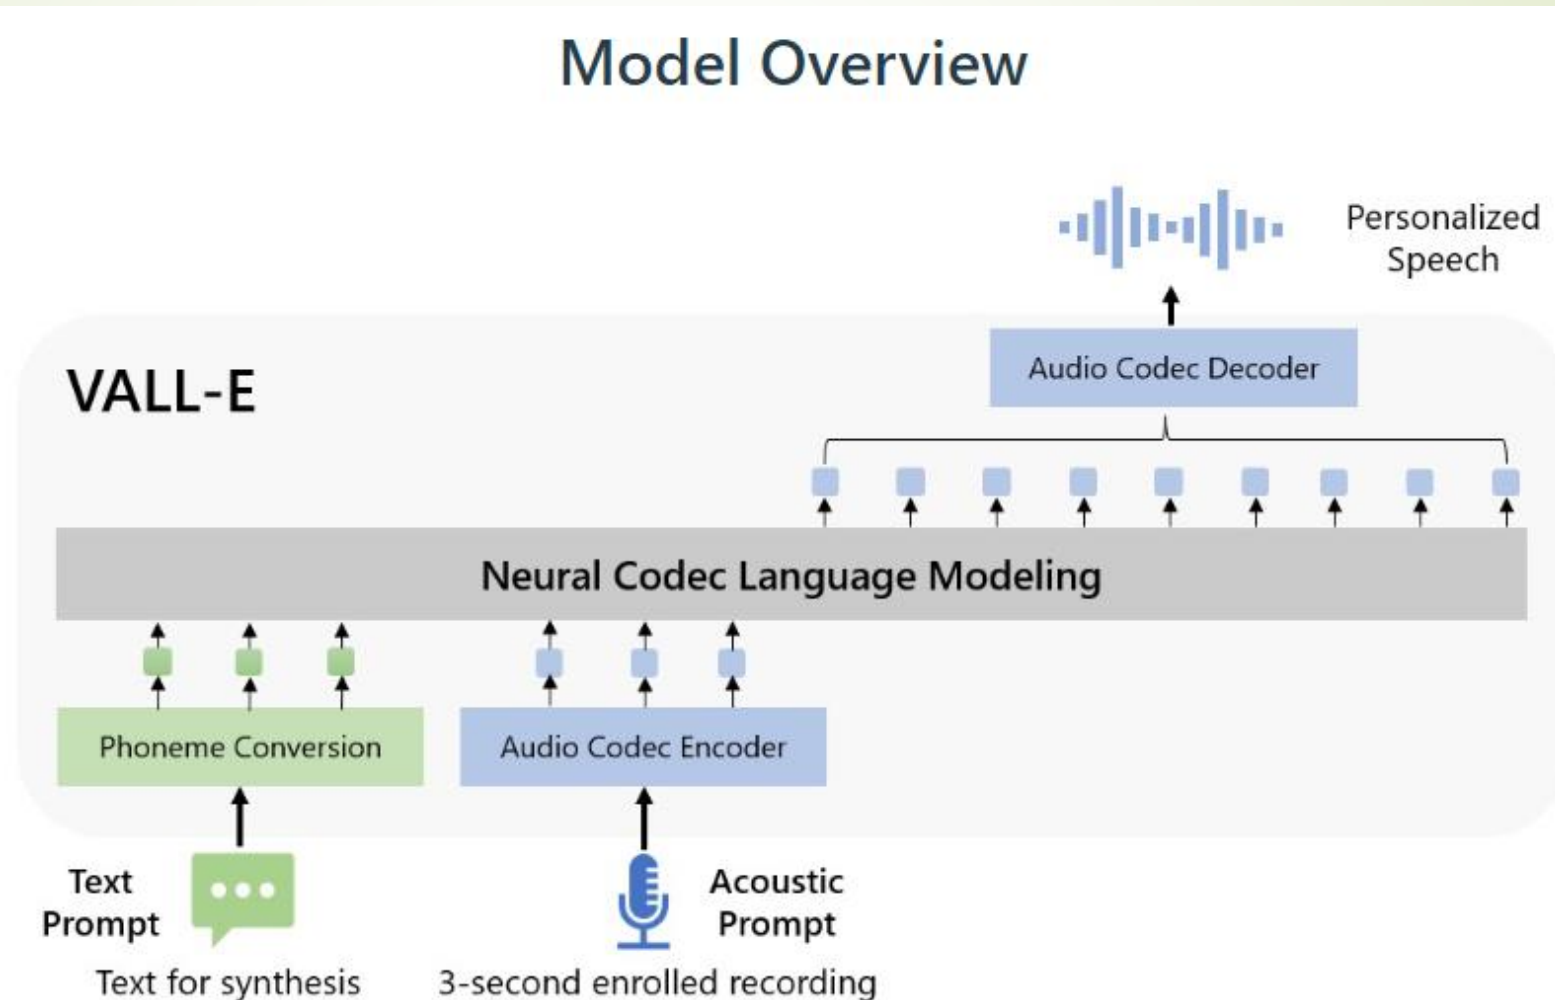 Model Overview
Personalized
Speech
Audio Codec Decoder
VALL-E
Neural Codec Language Modeling
Phoneme Conversion
Audio Codec Encoder
Text
Prompt
Acoustic
Prompt
Text for synthesis
3-second enrolled recording